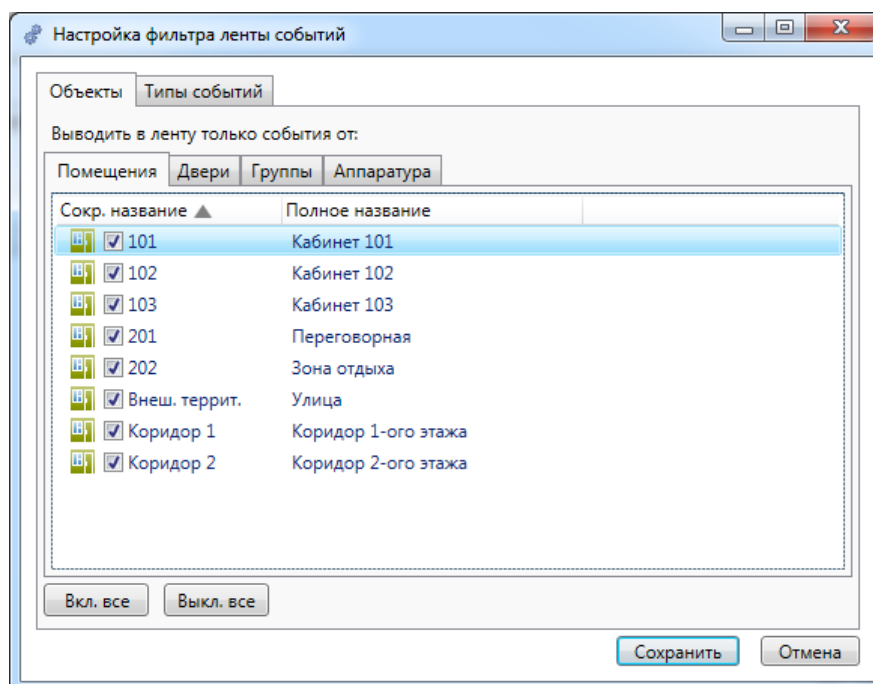 Настройка фильтра ленты событий
Объекты Типы событий
Выводить в ленту только события от:
Помещения Двери Группы Аппаратура
Сокр. название Полное название
101 Кабинет 101
102 Кабинет 102
103 Кабинет 103
201 Переговорная
202 Зона отдыха
Внеш. террит. Улица
Коридор 1 Коридор 1-ого этажа
Коридор 2 Коридор 2-ого этажа
Вкл. все Выкл. все
Сохранить Отмена